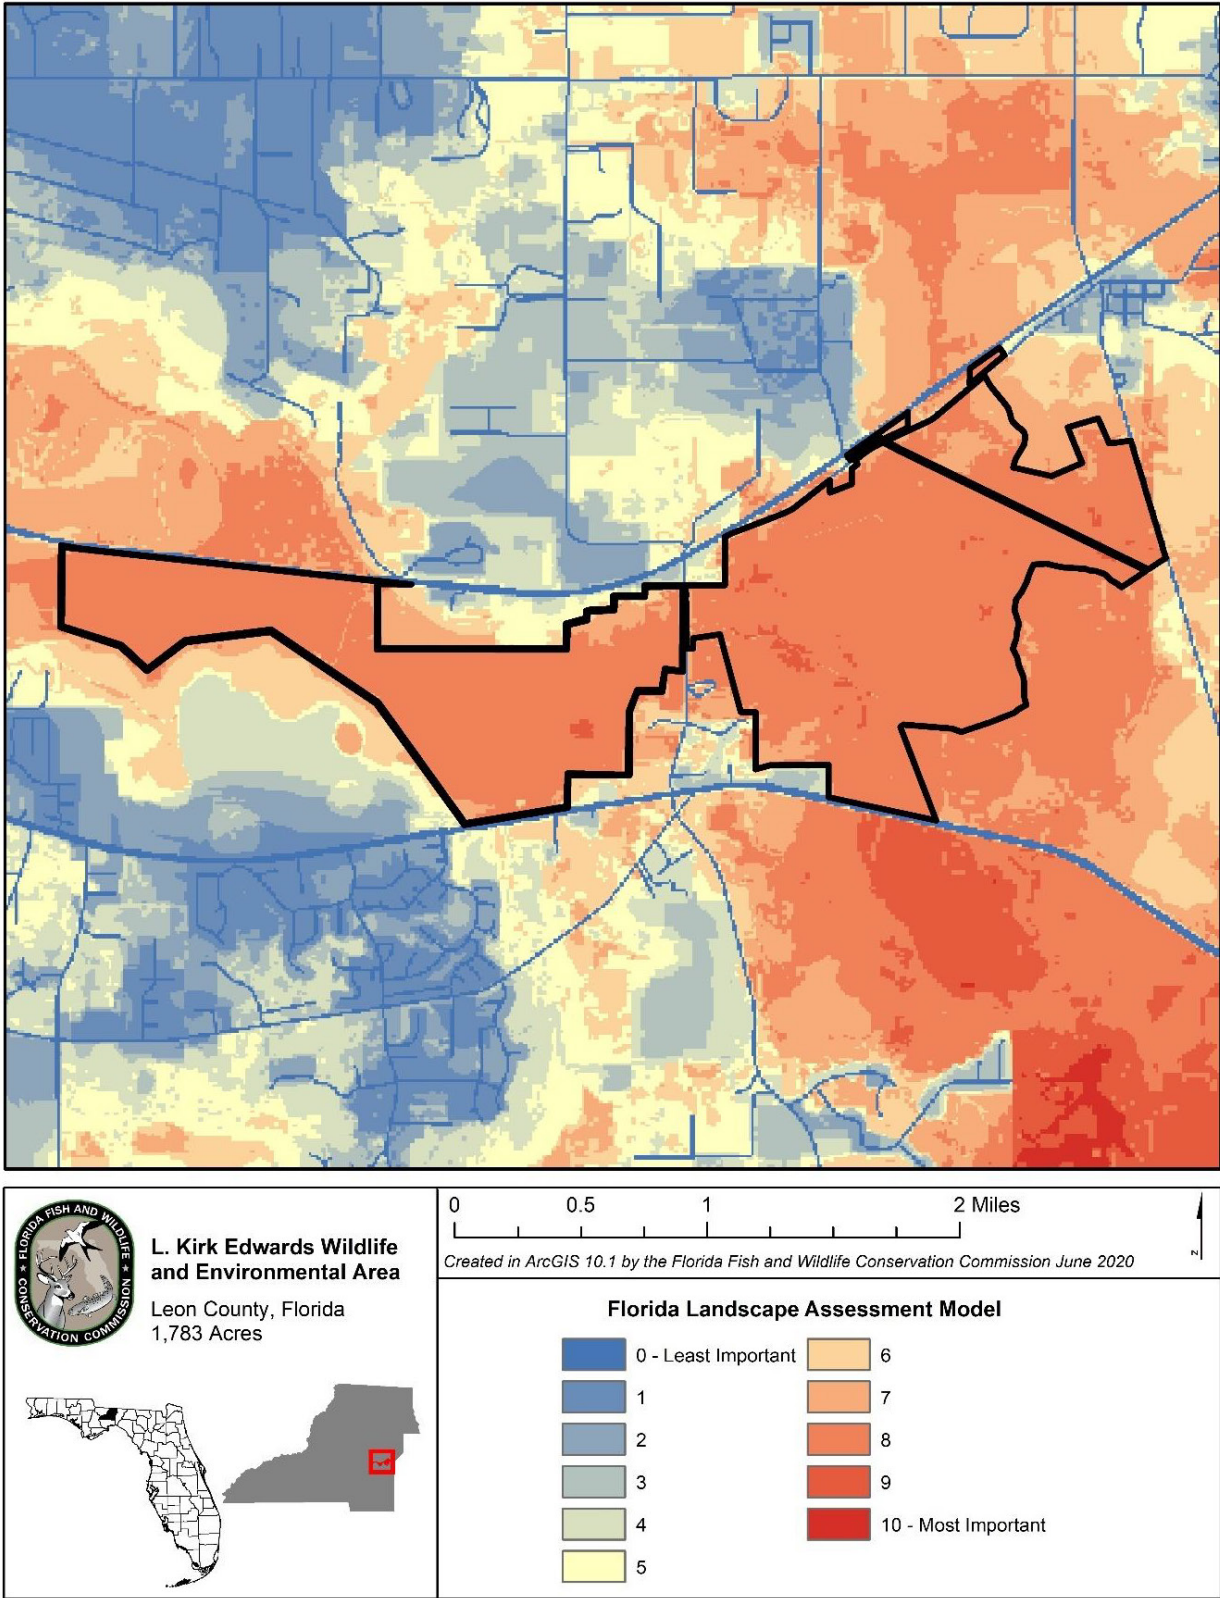 FLORIDA FISH AND WILDLIFE
CONSERVATION COMMISSION
L. Kirk Edwards Wildlife
and Environmental Area
Leon County, Florida
1,783 Acres
0 0.5 1 2 Miles
Created in ArcGIS 10.1 by the Florida Fish and Wildlife Conservation Commission June 2020
N
Florida Landscape Assessment Model
0 - Least Important
1
2
3
4
5
6
7
8
9
10 - Most Important